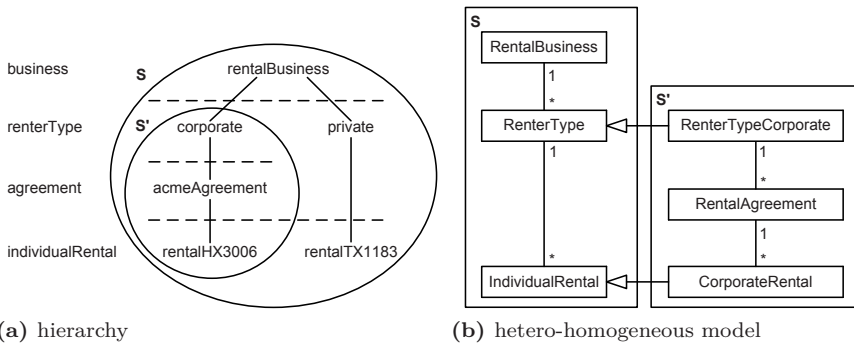 business
S
rentalBusiness
renterType
S'
corporate
private
agreement
acmeAgreement
individualRental
rentalHX3006
rentalTX1183
(a) hierarchy
S
RentalBusiness
1
*
S'
RenterType
RenterTypeCorporate
1
1
*
RentalAgreement
1
*
*
IndividualRental
CorporateRental
(b) hetero-homogeneous model